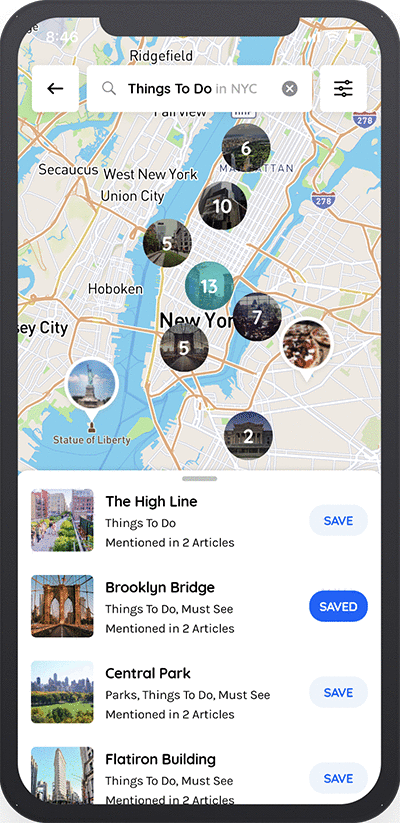 8:46
Ridgefield
Things To Do in NYC
Fairview
278
6
MANHATTAN
Secaucus
West New York
Union City
278
10
5
13
Hoboken
New Yor
7
sey City
5
Statue of Liberty
2
The High Line
Things To Do
Mentioned in 2 Articles
SAVE
Brooklyn Bridge
Things To Do, Must See
Mentioned in 2 Articles
SAVED
Central Park
Parks, Things To Do, Must See
Mentioned in 2 Articles
SAVE
Flatiron Building
Things To Do, Must See
Mentioned in 2 Articles
SAVE